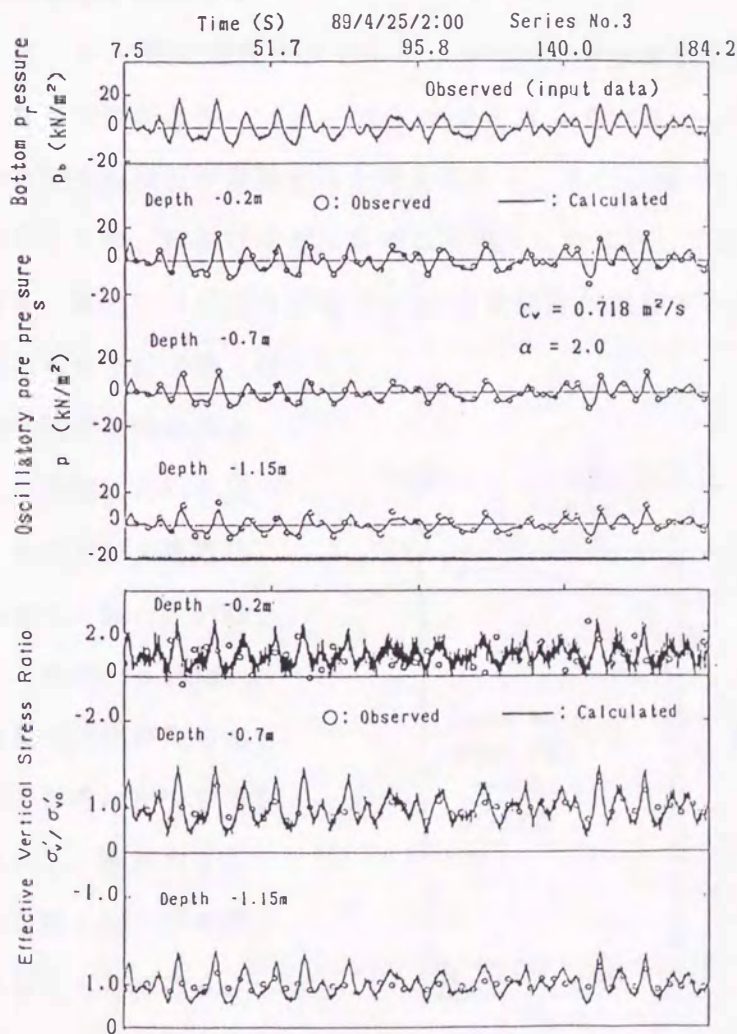 Time (S) 89/4/25/2:00 Series No.3
7.5 51.7 95.8 140.0 184.2
Bottom pressure
p_b (kN/m²)
20
0
-20
Observed (input data)
Oscillatory pore pressure
p (kN/m²)
Depth -0.2m ○: Observed —: Calculated
20
0
-20
C_v = 0.718 m²/s
α = 2.0
Depth -0.7m
20
0
-20
Depth -1.15m
20
0
-20
Effective Vertical Stress Ratio
σ_v'/σ_v0'
Depth -0.2m
2.0
0
-2.0
○: Observed —: Calculated
Depth -0.7m
1.0
0
-1.0
Depth -1.15m
1.0
0